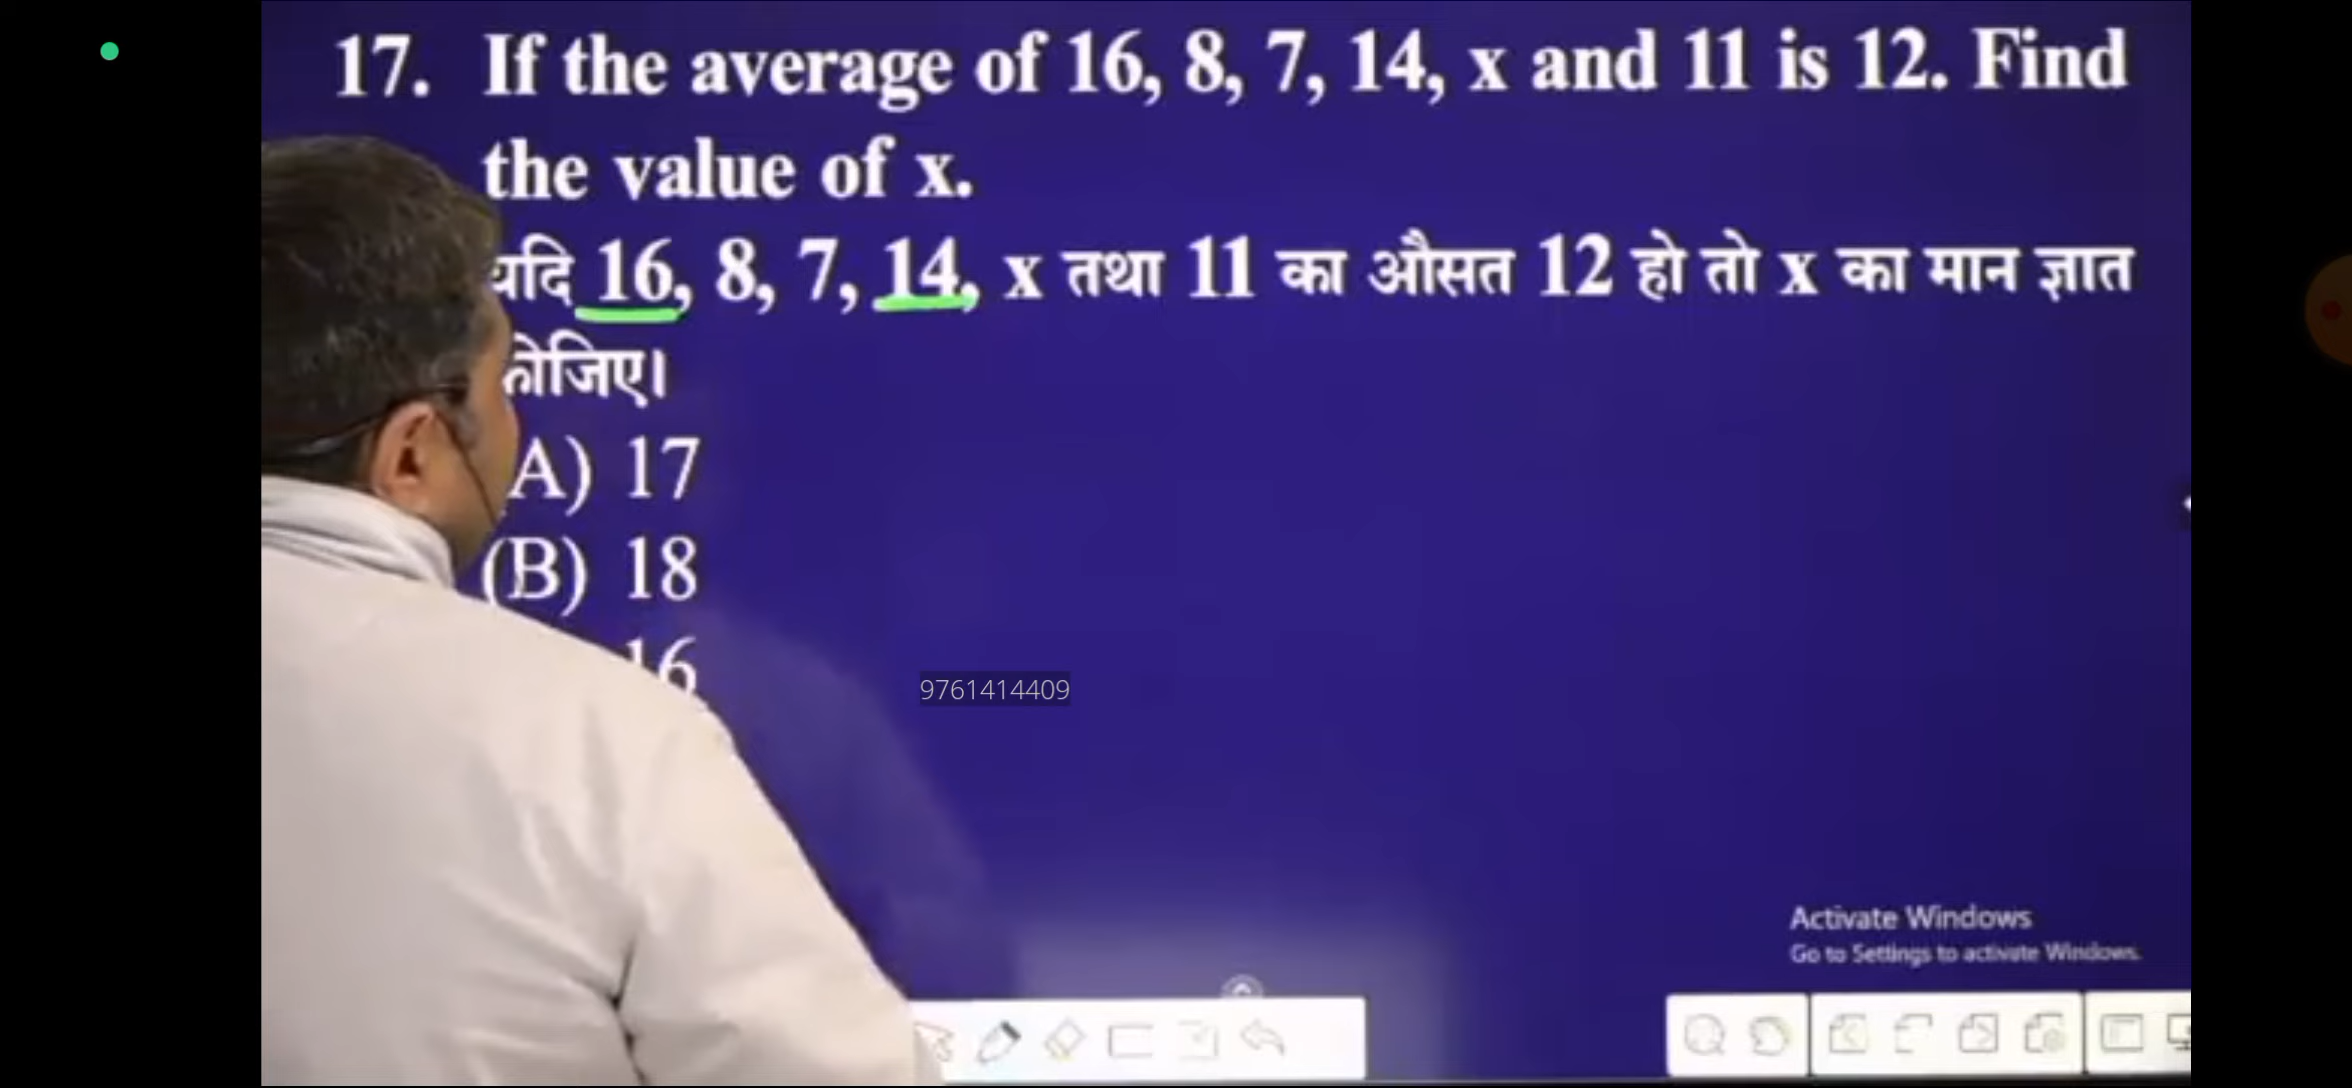 17. If the average of 16, 8, 7, 14, x and 11 is 12. Find
the value of x.
यदि 16, 8, 7, 14, x तथा 11 का औसत 12 हो तो x का मान ज्ञात
कीजिए।
A) 17
(B) 18
16
9761414409
Activate Windows
Go to Settings to activate Windows.